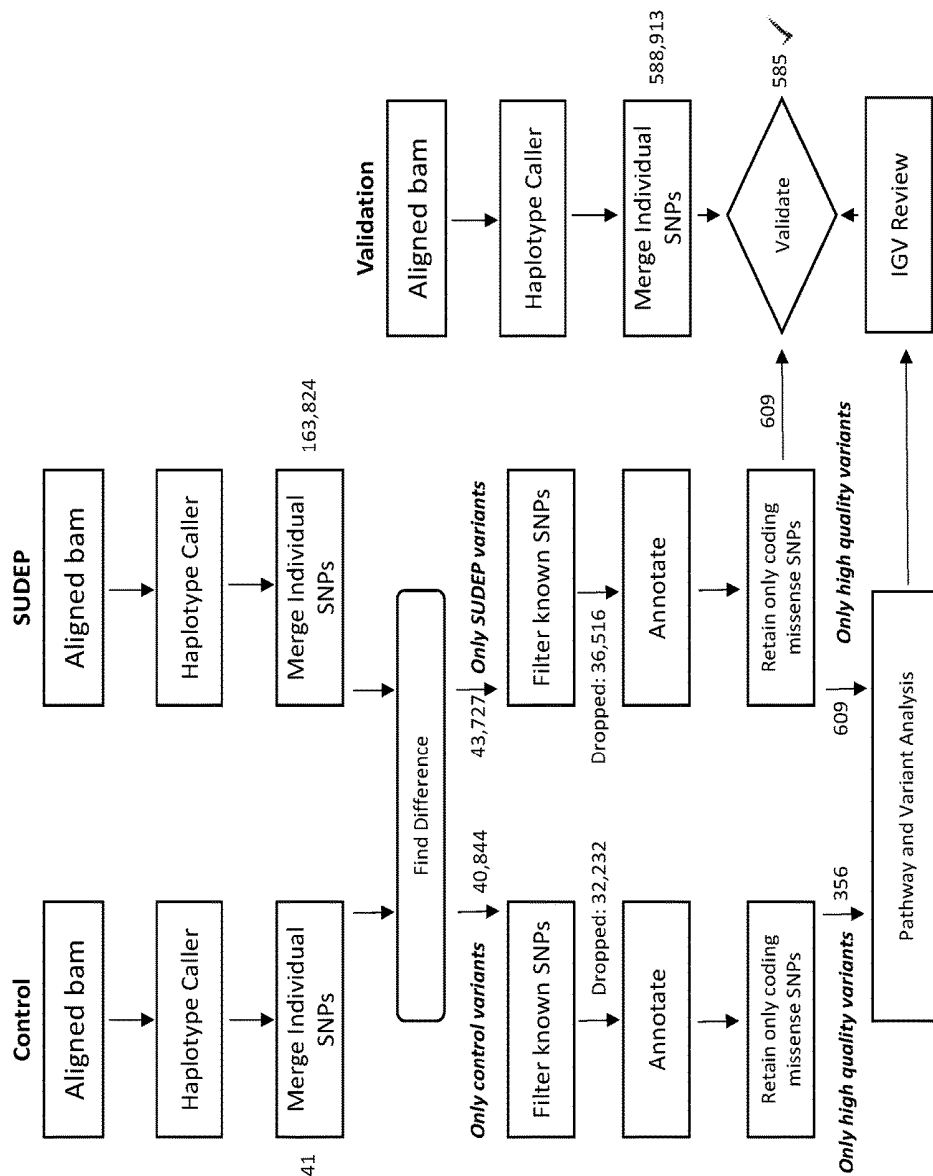 Control
Aligned bam
Haplotype Caller
Merge Individual
SNPs
41
SUDEP
Aligned bam
Haplotype Caller
Merge Individual
SNPs
163,824
Find Difference
Only control variants
40,844
43,727
Only SUDEP variants
Filter known SNPs
Dropped: 32,232
Annotate
Retain only coding
missense SNPs
Only high quality variants
356
Filter known SNPs
Dropped: 36,516
Annotate
Retain only coding
missense SNPs
609
609
Only high quality variants
Pathway and Variant Analysis
Validation
Aligned bam
Haplotype Caller
Merge Individual
SNPs
588,913
Validate
585 ✓
IGV Review